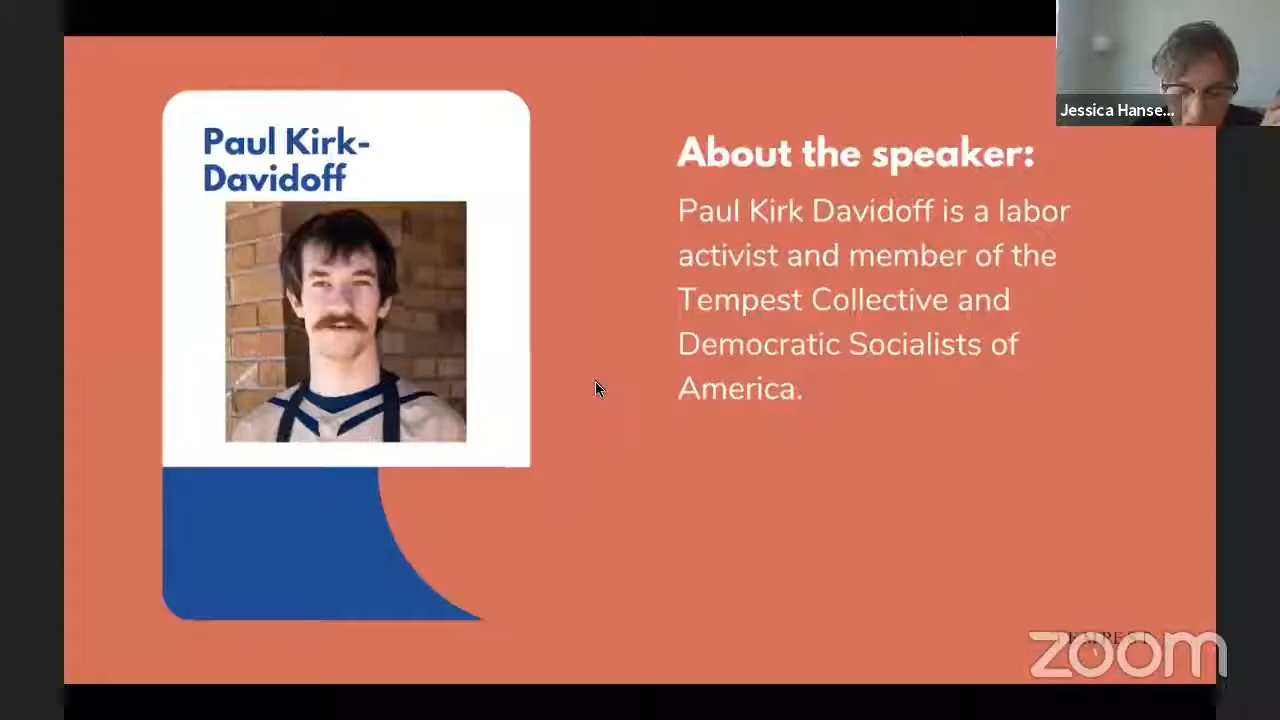 Paul Kirk-
Davidoff
About the speaker:
Paul Kirk Davidoff is a labor
activist and member of the
Tempest Collective and
Democratic Socialists of
America.
Jessica Hanse...
TEMPEST
zoom